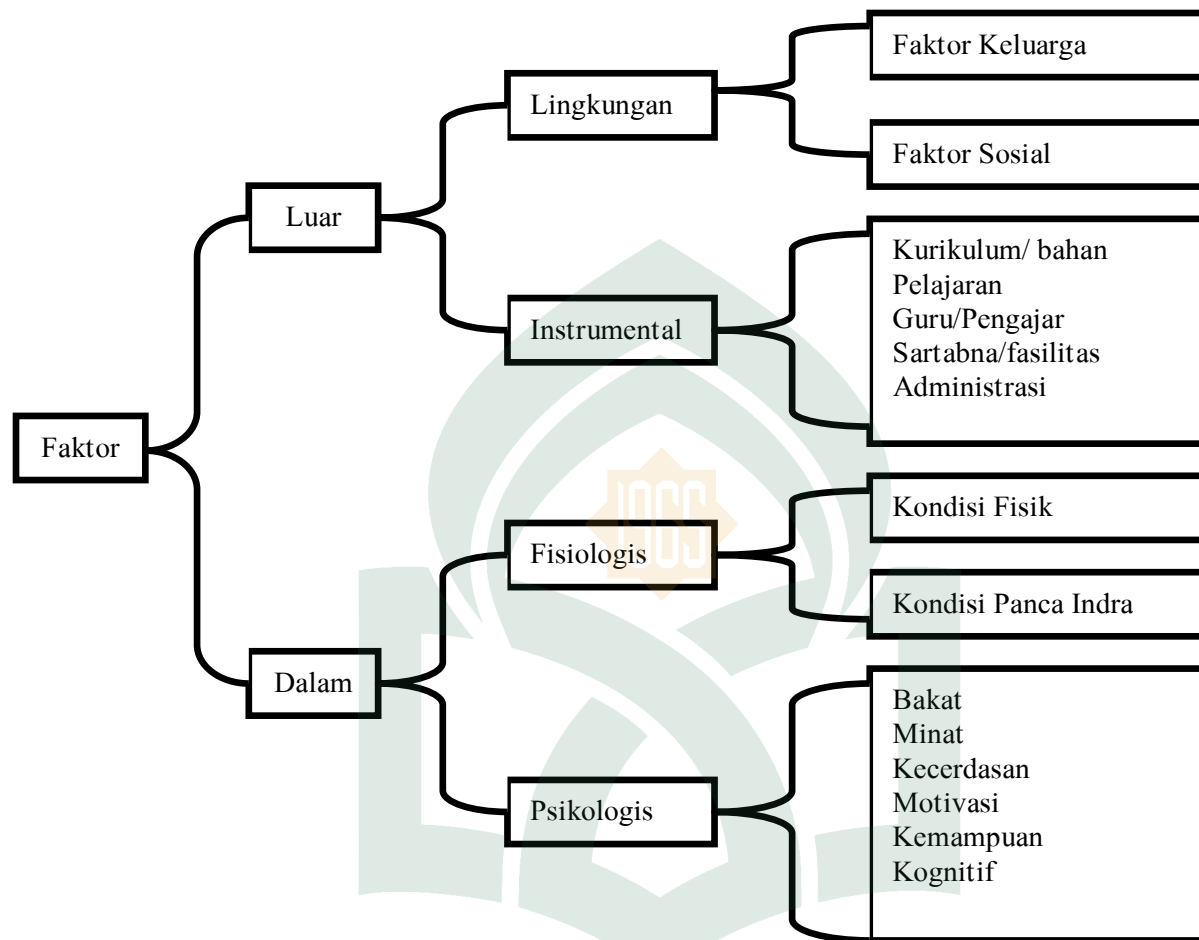 Faktor Keluarga
Lingkungan
Faktor Sosial
Luar
Kurikulum/ bahan
Pelajaran
Guru/Pengajar
Sartabna/fasilitas
Administrasi
Instrumental
Faktor
Kondisi Fisik
Fisiologis
Kondisi Panca Indra
Dalam
Bakat
Minat
Kecerdasan
Motivasi
Kemampuan
Kognitif
Psikologis